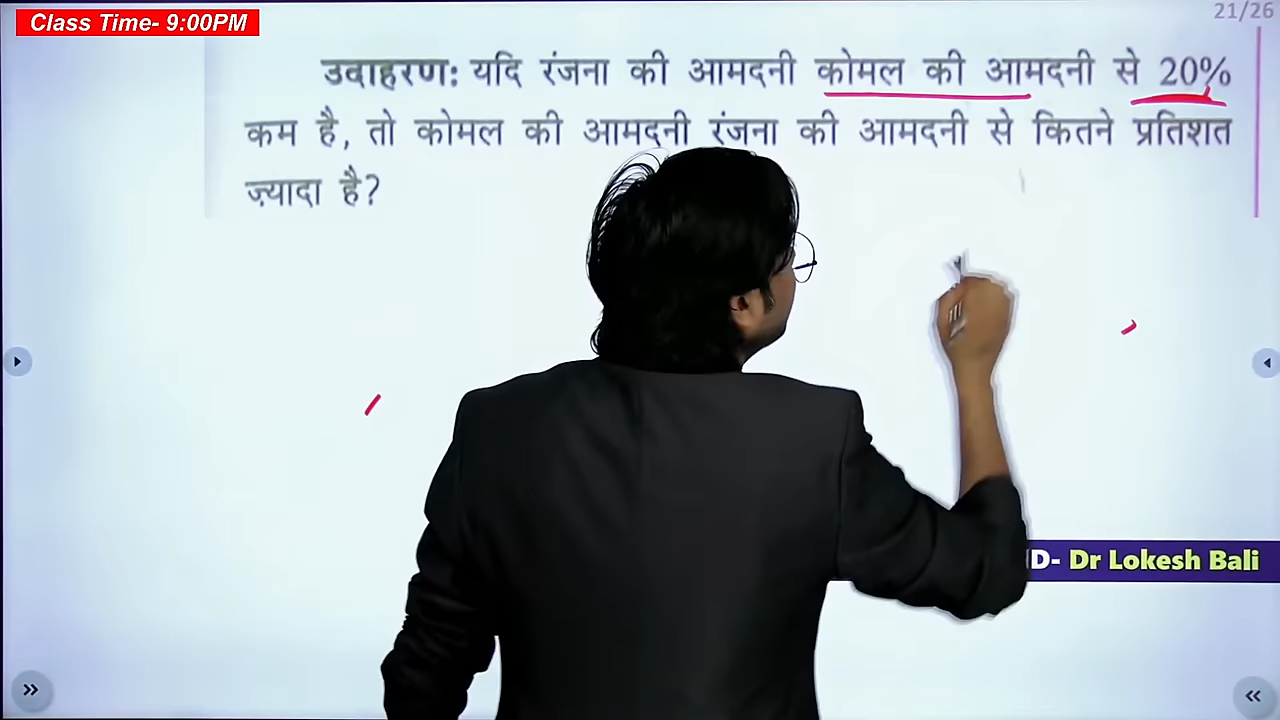 Class Time- 9:00PM
21/26
उदाहरण: यदि रंजना की आमदनी कोमल की आमदनी से 20%
कम है, तो कोमल की आमदनी रंजना की आमदनी से कितने प्रतिशत
ज़्यादा है?
D- Dr Lokesh Bali